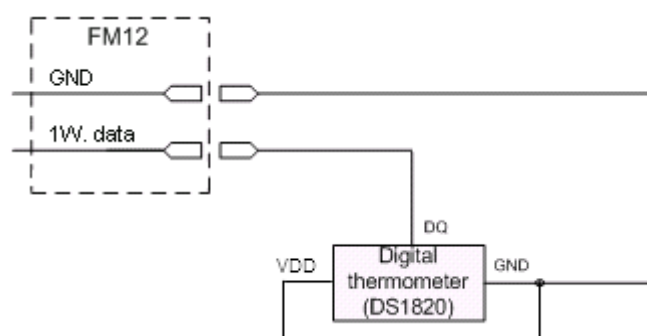 FM12
GND
1W. data
DQ
VDD
Digital
thermometer
(DS1820)
GND